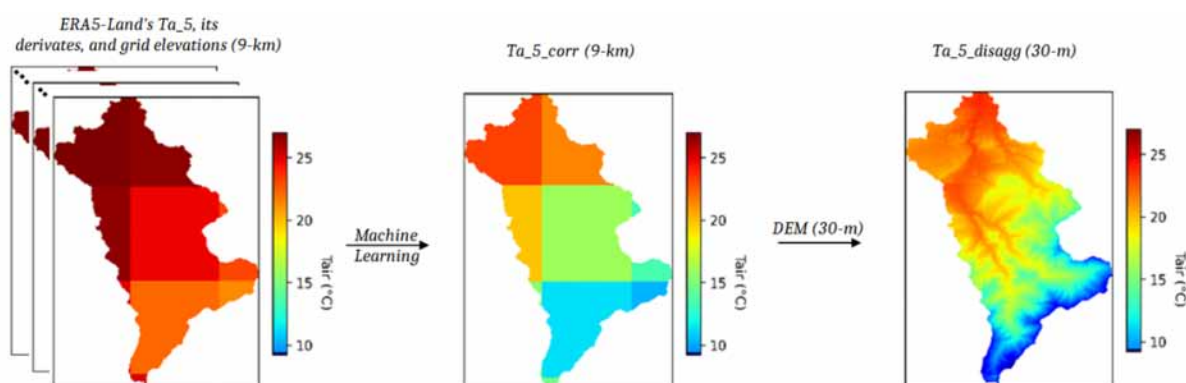 ERA5-Land's Ta_5, its
derivates, and grid elevations (9-km)
25
20
15
10
Tair (°C)
Machine
Learning
Ta_5_corr (9-km)
25
20
15
10
Tair (°C)
DEM (30-m)
Ta_5_disagg (30-m)
25
20
15
10
Tair (°C)